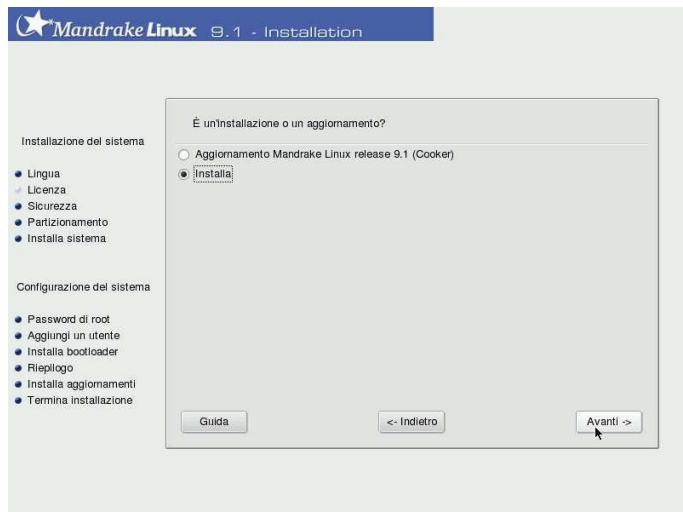 Mandrake Linux 9.1 - Installation
Installazione del sistema
Lingua
Licenza
Sicurezza
Partizionamento
Installa sistema
Configurazione del sistema
Password di root
Aggiungi un utente
Installa bootloader
Riepilogo
Installa aggiornamenti
Termina installazione
È un'installazione o un aggiornamento?
Aggiornamento Mandrake Linux release 9.1 (Cooker)
Installa
Guida
<- Indietro
Avanti ->